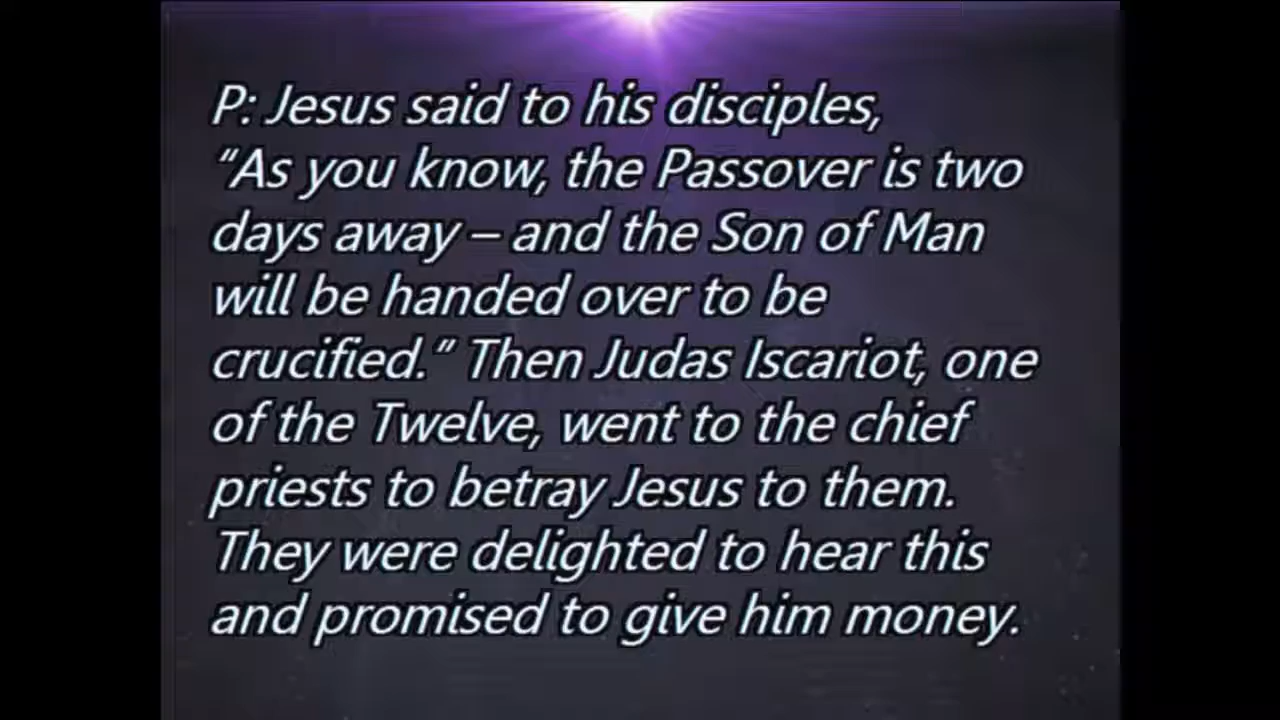 P: Jesus said to his disciples,
“As you know, the Passover is two
days away – and the Son of Man
will be handed over to be
crucified.” Then Judas Iscariot, one
of the Twelve, went to the chief
priests to betray Jesus to them.
They were delighted to hear this
and promised to give him money.